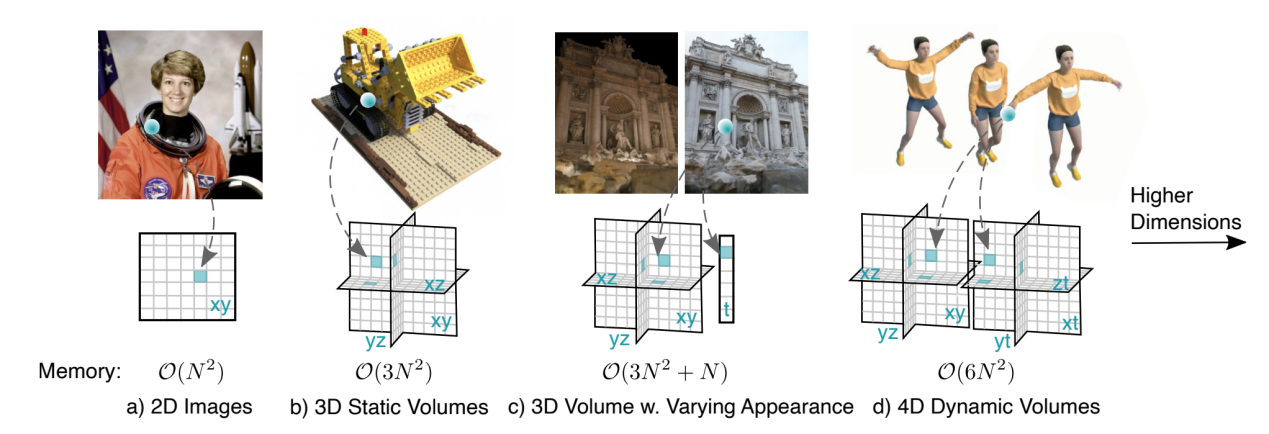 Higher
Dimensions
xy
xz
xy
yz
xz
xy
yz
t
xz
xy
yz
zt
xt
yt
Memory: O(N²) O(3N²) O(3N² + N) O(6N²)
a) 2D Images b) 3D Static Volumes c) 3D Volume w. Varying Appearance d) 4D Dynamic Volumes